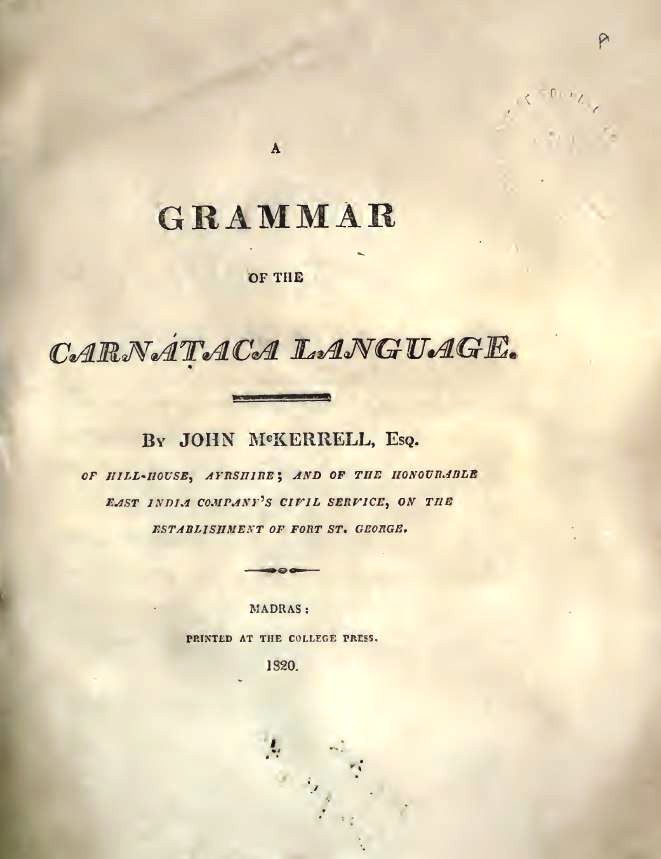 A
GRAMMAR
OF THE
CARNÁṬACA LANGUAGE.
By JOHN McKERRELL, Esq.
OF HILL-HOUSE, AYRSHIRE; AND OF THE HONOURABLE
EAST INDIA COMPANY'S CIVIL SERVICE, ON THE
ESTABLISHMENT OF FORT ST. GEORGE.
MADRAS:
PRINTED AT THE COLLEGE PRESS.
1820.